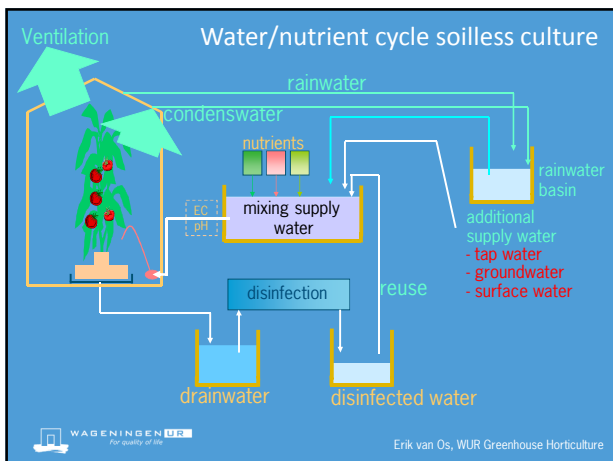 Water/nutrient cycle soilless culture
Ventilation
rainwater
condenswater
nutrients
rainwater
basin
EC
pH
mixing supply
water
additional
supply water
- tap water
- groundwater
- surface water
disinfection
reuse
drainwater
disinfected water
WAGENINGEN UR
For quality of life
Erik van Os, WUR Greenhouse Horticulture